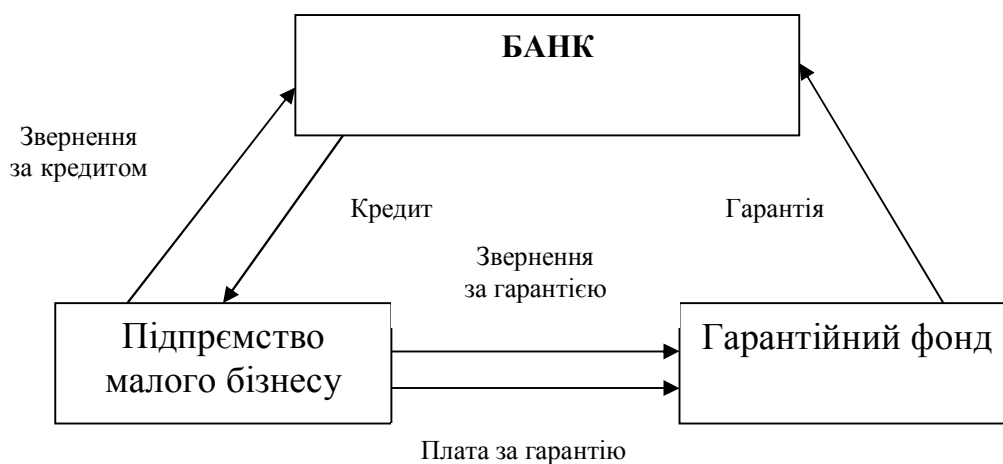 БАНК
Звернення
за кредитом
Кредит
Гарантія
Звернення
за гарантією
Підпрємство
малого бізнесу
Гарантійний фонд
Плата за гарантію